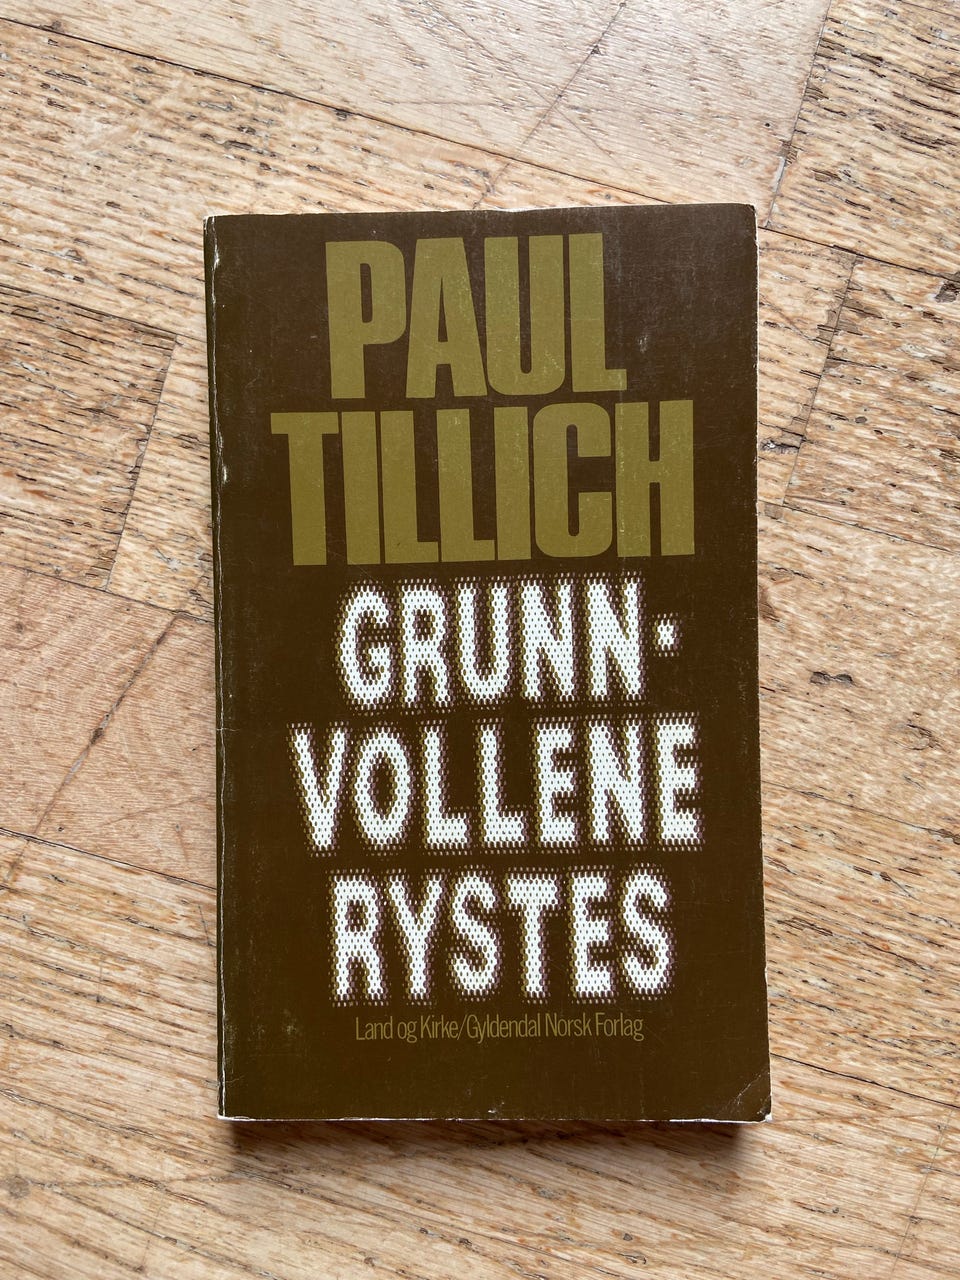 PAUL
TILLICH
GRUNN-
VOLLENE
RYSTES
Land og Kirke/Gyldendal Norsk Forlag